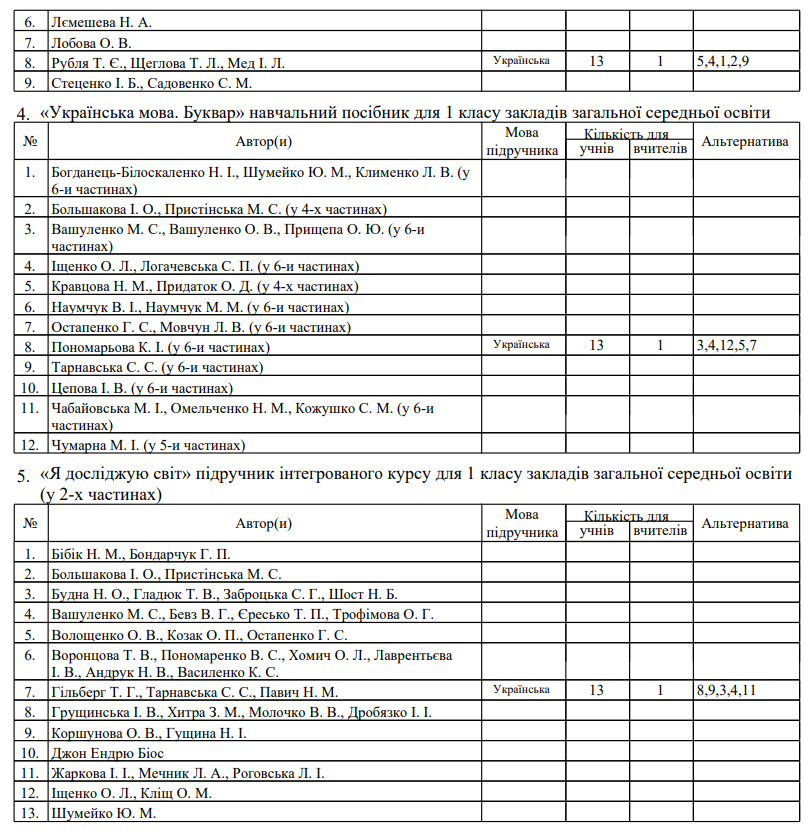 6. Лємешева Н. А.
7. Лобова О. В.
8. Рубля Т. Є., Щеглова Т. Л., Мед І. Л. Українська 13 1 5,4,1,2,9
9. Стеценко І. Б., Садовенко С. М.
4. «Українська мова. Буквар» навчальний посібник для 1 класу закладів загальної середньої освіти
№ Автор(и) Мова підручника Кількість для учнів вчителів Альтернатива
1. Богданець-Білоскаленко Н. І., Шумейко Ю. М., Клименко Л. В. (у
6-и частинах)
2. Большакова І. О., Пристінська М. С. (у 4-х частинах)
3. Вашуленко М. С., Вашуленко О. В., Прищепа О. Ю. (у 6-и
частинах)
4. Іщенко О. Л., Логачевська С. П. (у 6-и частинах)
5. Кравцова Н. М., Придаток О. Д. (у 4-х частинах)
6. Наумчук В. І., Наумчук М. М. (у 6-и частинах)
7. Остапенко Г. С., Мовчун Л. В. (у 6-и частинах)
8. Пономарьова К. І. (у 6-и частинах) Українська 13 1 3,4,12,5,7
9. Тарнавська С. С. (у 6-и частинах)
10. Цепова І. В. (у 6-и частинах)
11. Чабайовська М. І., Омельченко Н. М., Кожушко С. М. (у 6-и
частинах)
12. Чумарна М. І. (у 5-и частинах)
5. «Я досліджую світ» підручник інтегрованого курсу для 1 класу закладів загальної середньої освіти
(у 2-х частинах)
№ Автор(и) Мова підручника Кількість для учнів вчителів Альтернатива
1. Бібік Н. М., Бондарчук Г. П.
2. Большакова І. О., Пристінська М. С.
3. Будна Н. О., Гладюк Т. В., Заброцька С. Г., Шост Н. Б.
4. Вашуленко М. С., Бевз В. Г., Єресько Т. П., Трофімова О. Г.
5. Волощенко О. В., Козак О. П., Остапенко Г. С.
6. Воронцова Т. В., Пономаренко В. С., Хомич О. Л., Лаврентьєва
І. В., Андрук Н. В., Василенко К. С.
7. Гільберг Т. Г., Тарнавська С. С., Павич Н. М. Українська 13 1 8,9,3,4,11
8. Грущинська І. В., Хитра З. М., Молочко В. В., Дробязко І. І.
9. Коршунова О. В., Гущина Н. І.
10. Джон Ендрю Біос
11. Жаркова І. І., Мечник Л. А., Роговська Л. І.
12. Іщенко О. Л., Кліщ О. М.
13. Шумейко Ю. М.